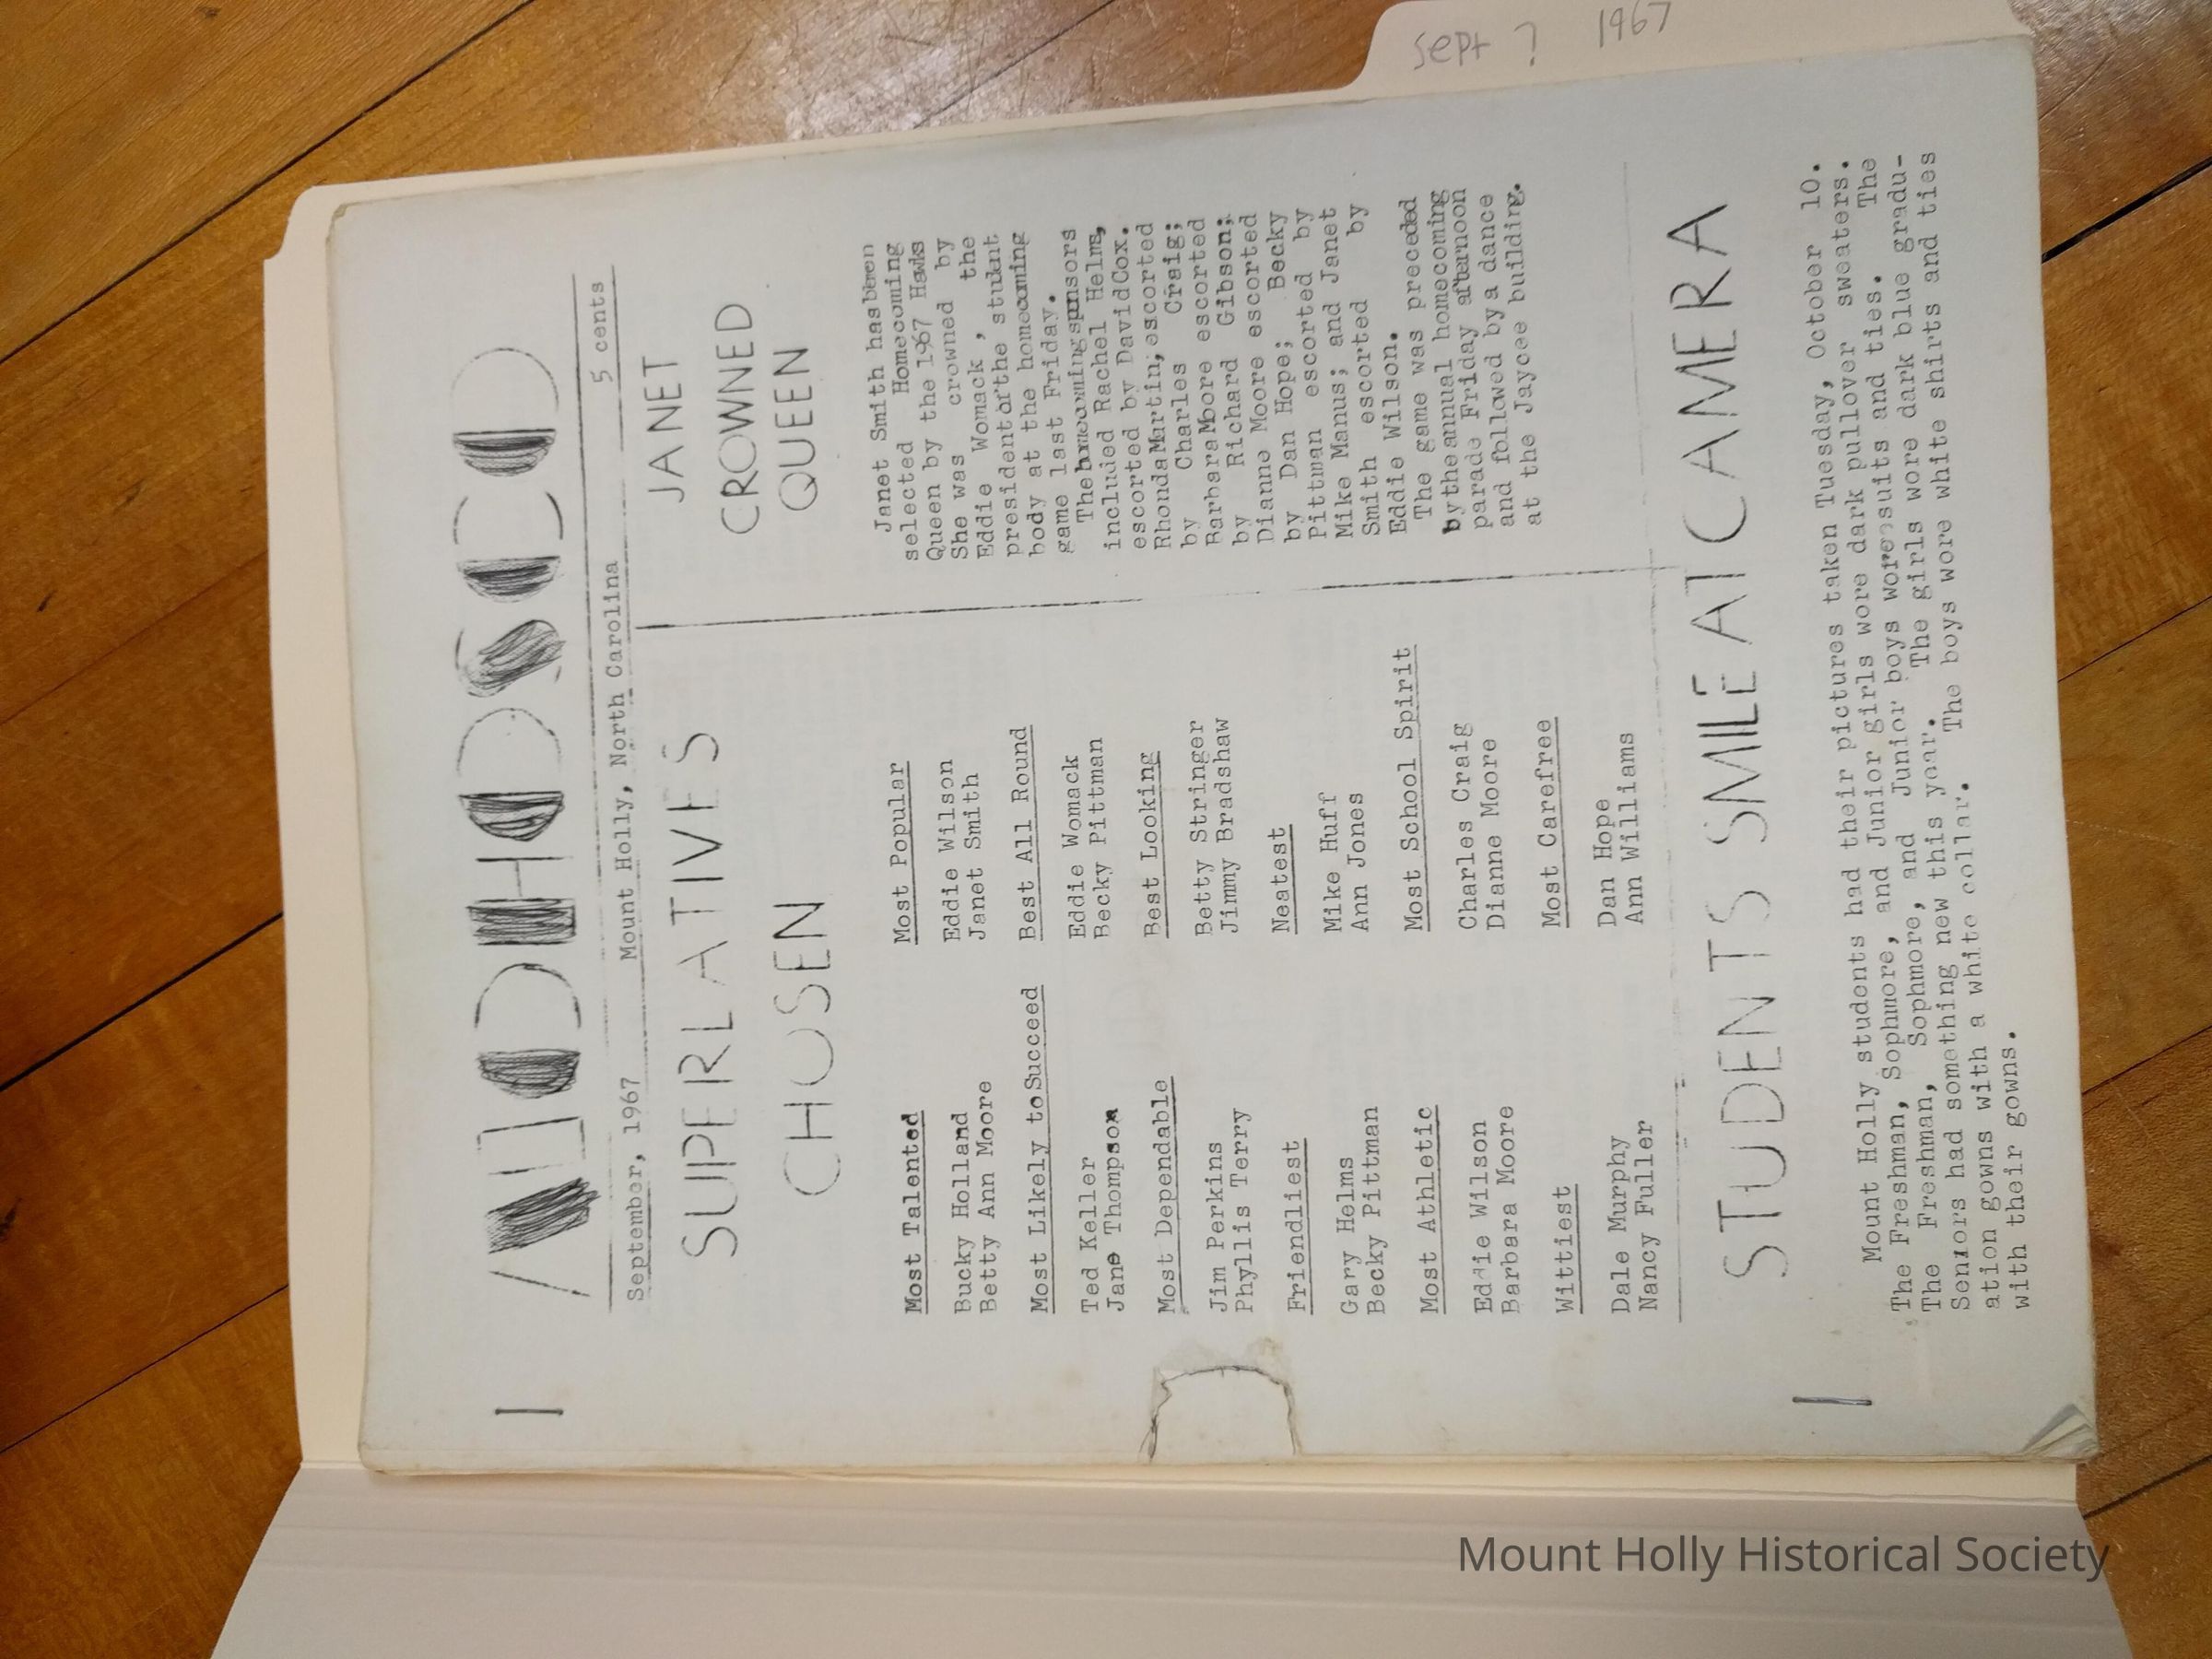 Sept ? 1967
MOHOSCO
September, 1967 Mount Holly, North Carolina 5 cents
SUPERLATIVES
CHOSEN
Most Talented
Bucky Holland
Betty Ann Moore
Most Likely to Succeed
Ted Keller
Jane Thompson
Most Dependable
Jim Perkins
Phyllis Terry
Friendliest
Gary Helms
Becky Pittman
Most Athletic
Eddie Wilson
Barbara Moore
Wittiest
Dale Murphy
Nancy Fuller
Most Popular
Eddie Wilson
Janet Smith
Best All Round
Eddie Womack
Becky Pittman
Best Looking
Betty Stringer
Jimmy Bradshaw
Neatest
Mike Huff
Ann Jones
Most School Spirit
Charles Craig
Dianne Moore
Most Carefree
Dan Hope
Ann Williams
JANET
CROWNED
QUEEN
Janet Smith has been
selected Homecoming
Queen by the 1967 Hawks
She was crowned by
Eddie Womack, the
president of the student
body at the homecoming
game last Friday.
The homecoming sponsors
included Rachel Helms,
escorted by David Cox.
Rhonda Martin, escorted
by Charles Craig;
Barbara Moore escorted
by Richard Gibson;
Dianne Moore escorted
by Dan Hope; Becky
Pittman escorted by
Mike Manus; and Janet
Smith escorted by
Eddie Wilson.
The game was preceded
by the annual homecoming
parade Friday afternoon
and followed by a dance
at the Jaycee building.
STUDENTS SMILE AT CAMERA
Mount Holly students had their pictures taken Tuesday, October 10.
The Freshman, Sophmore, and Junior girls wore dark pullover sweaters.
The Freshman, Sophmore, and Junior boys wore suits and ties. The
Seniors had something new this year. The girls wore dark blue gradu-
ation gowns with a white collar. The boys wore white shirts and ties
with their gowns.
Mount Holly Historical Society